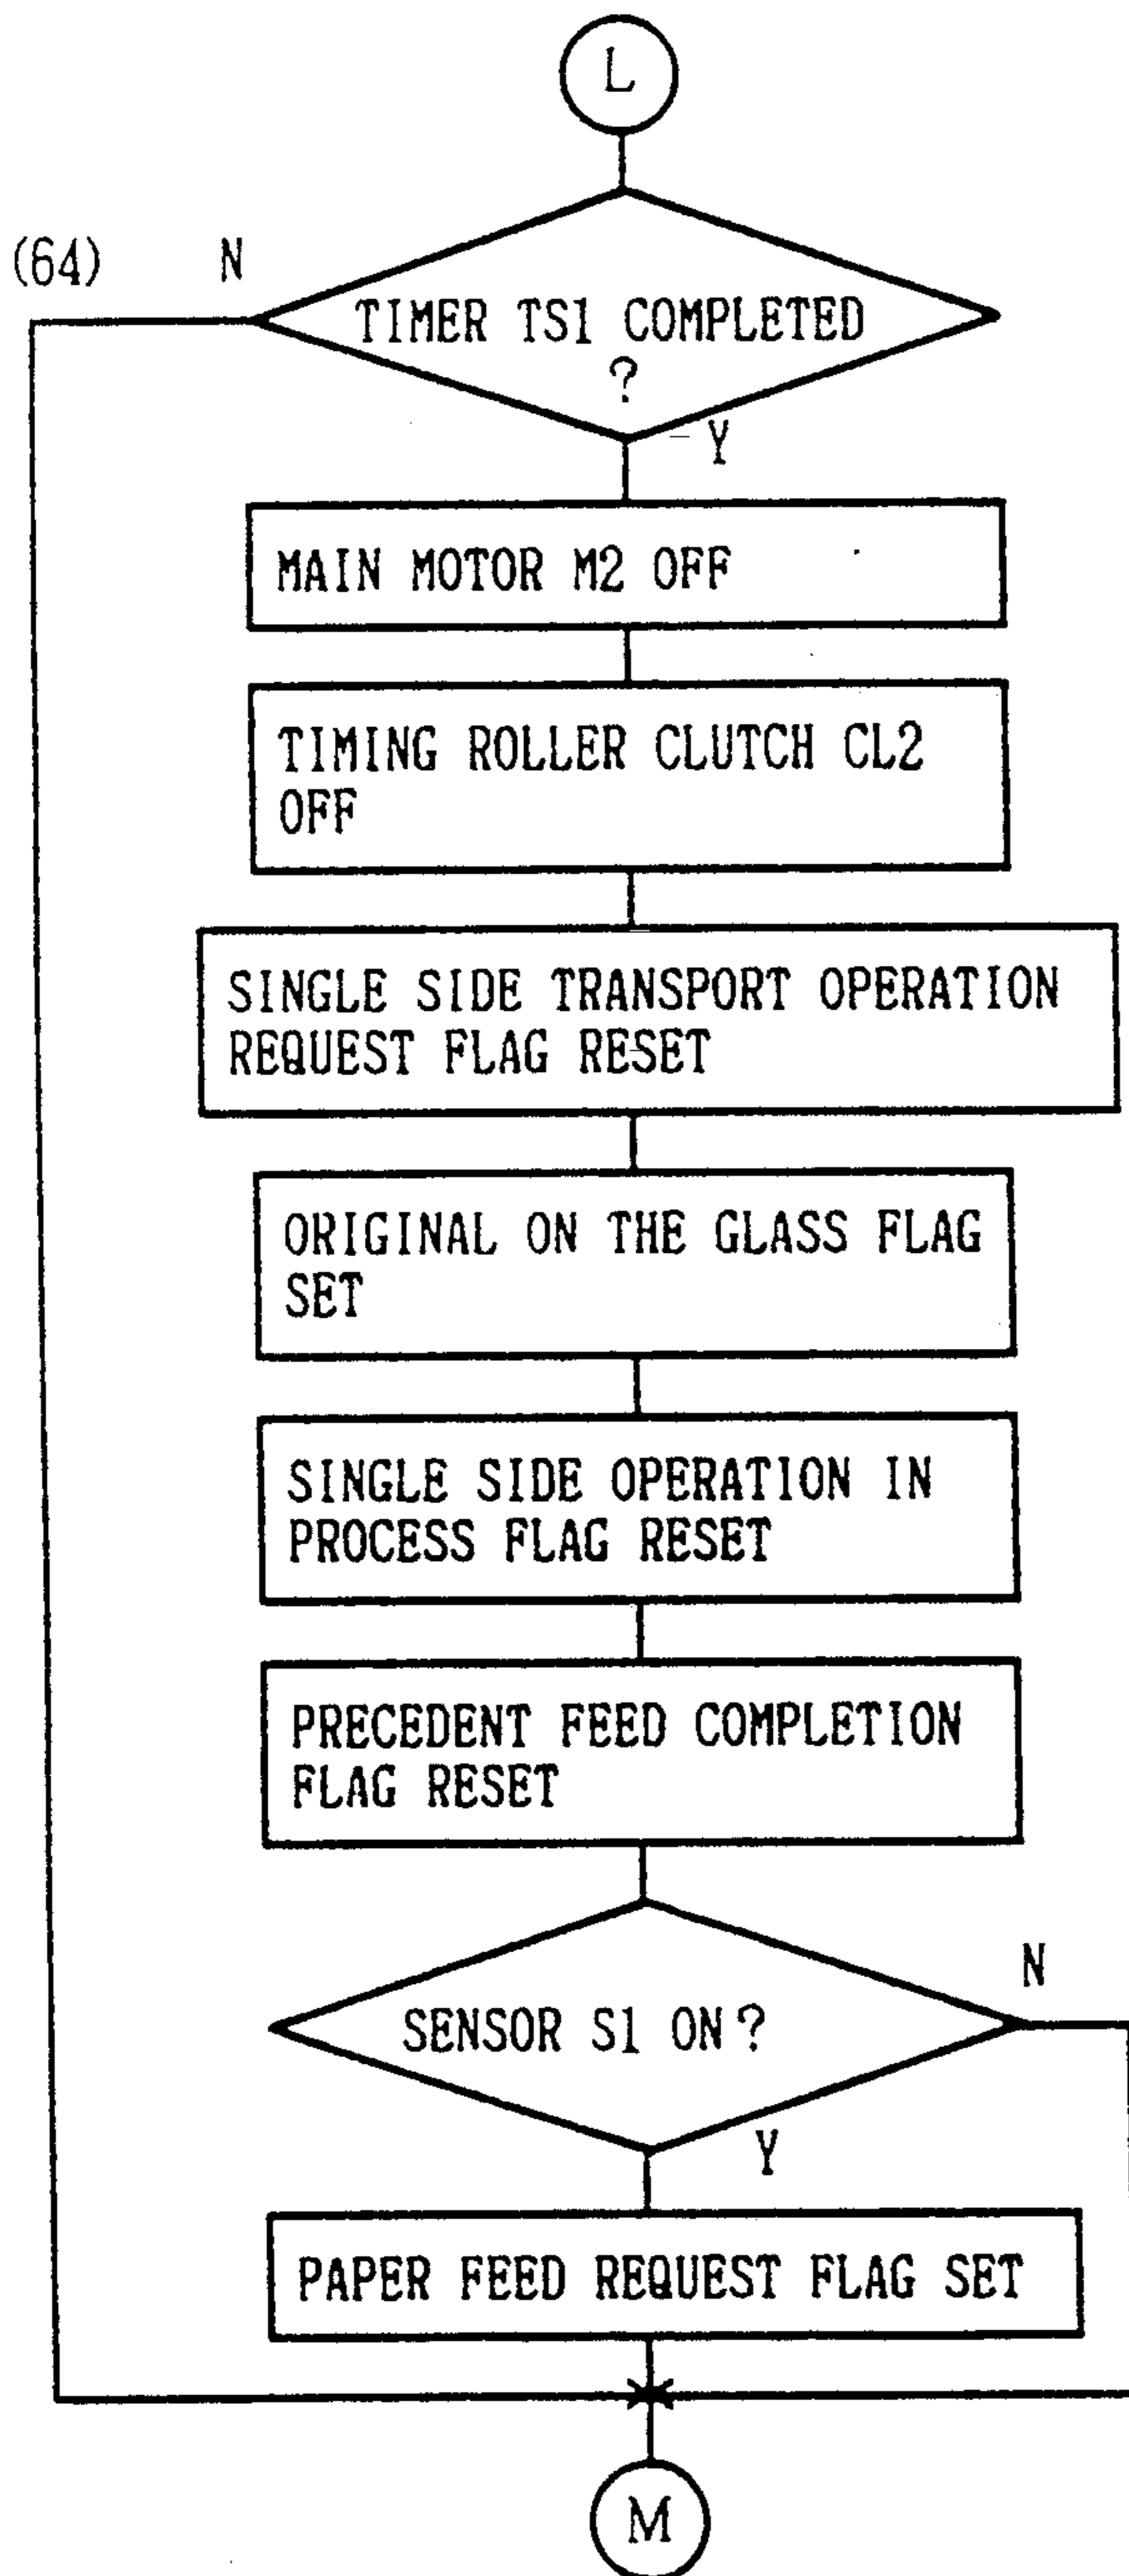 L
(64) N
TIMER TS1 COMPLETED
?
Y
MAIN MOTOR M2 OFF
TIMING ROLLER CLUTCH CL2
OFF
SINGLE SIDE TRANSPORT OPERATION
REQUEST FLAG RESET
ORIGINAL ON THE GLASS FLAG
SET
SINGLE SIDE OPERATION IN
PROCESS FLAG RESET
PRECEDENT FEED COMPLETION
FLAG RESET
N
SENSOR S1 ON ?
Y
PAPER FEED REQUEST FLAG SET
M